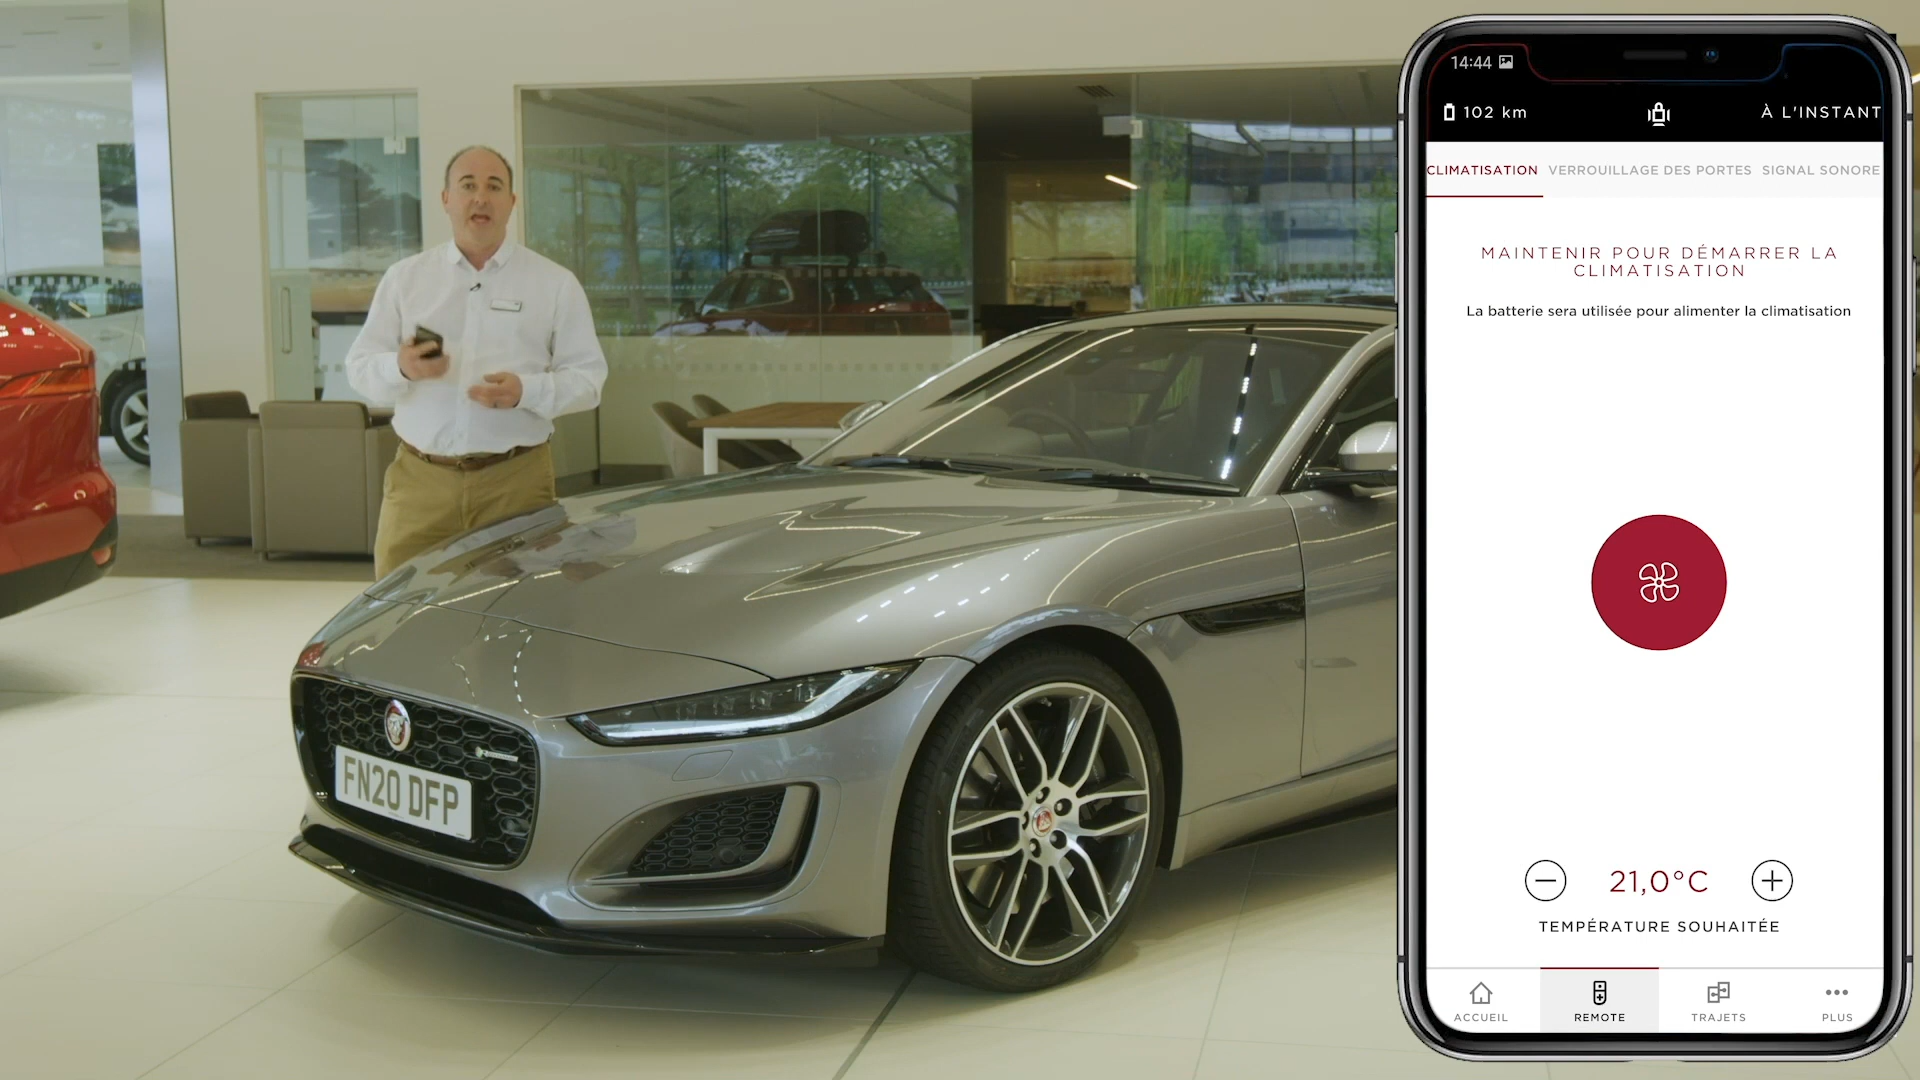 14:44
102 km
À L'INSTANT
CLIMATISATION VERROUILLAGE DES PORTES SIGNAL SONORE
MAINTENIR POUR DÉMARRER LA
CLIMATISATION
La batterie sera utilisée pour alimenter la climatisation
21,0°C
TEMPÉRATURE SOUHAITÉE
ACCUEIL REMOTE TRAJETS PLUS
FN20 DFP